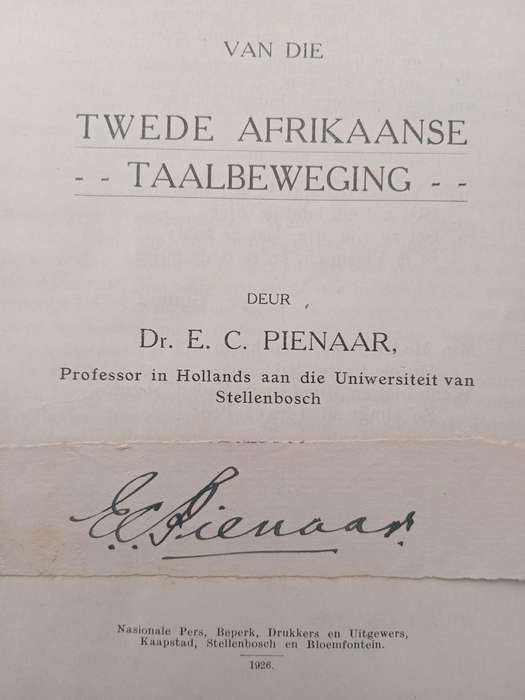 VAN DIE
TWEDE AFRIKAANSE
- - TAALBEWEGING - -
DEUR
Dr. E. C. PIENAAR,
Professor in Hollands aan die Uniwersiteit van
Stellenbosch
E. C. Pienaar.
Nasionale Pers, Beperk, Drukkers en Uitgewers,
Kaapstad, Stellenbosch en Bloemfontein.
1926.